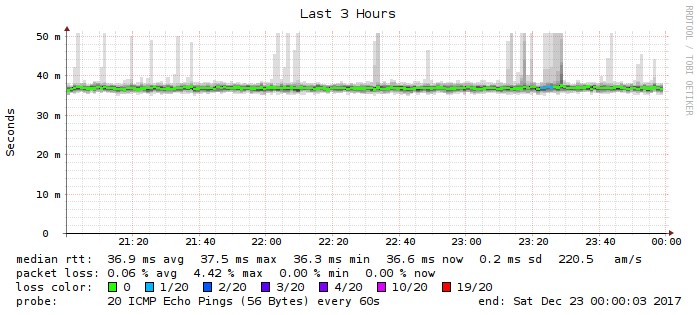 Last 3 Hours
RRDTOOL / TOBI OETIKER
Seconds
50 m
40 m
30 m
20 m
10 m
0
21:20 21:40 22:00 22:20 22:40 23:00 23:20 23:40 00:00
median rtt: 36.9 ms avg 37.5 ms max 36.3 ms min 36.6 ms now 0.2 ms sd 220.5 am/s
packet loss: 0.06 % avg 4.42 % max 0.00 % min 0.00 % now
loss color: 0 1/20 2/20 3/20 4/20 10/20 19/20
probe: 20 ICMP Echo Pings (56 Bytes) every 60s end: Sat Dec 23 00:00:03 2017